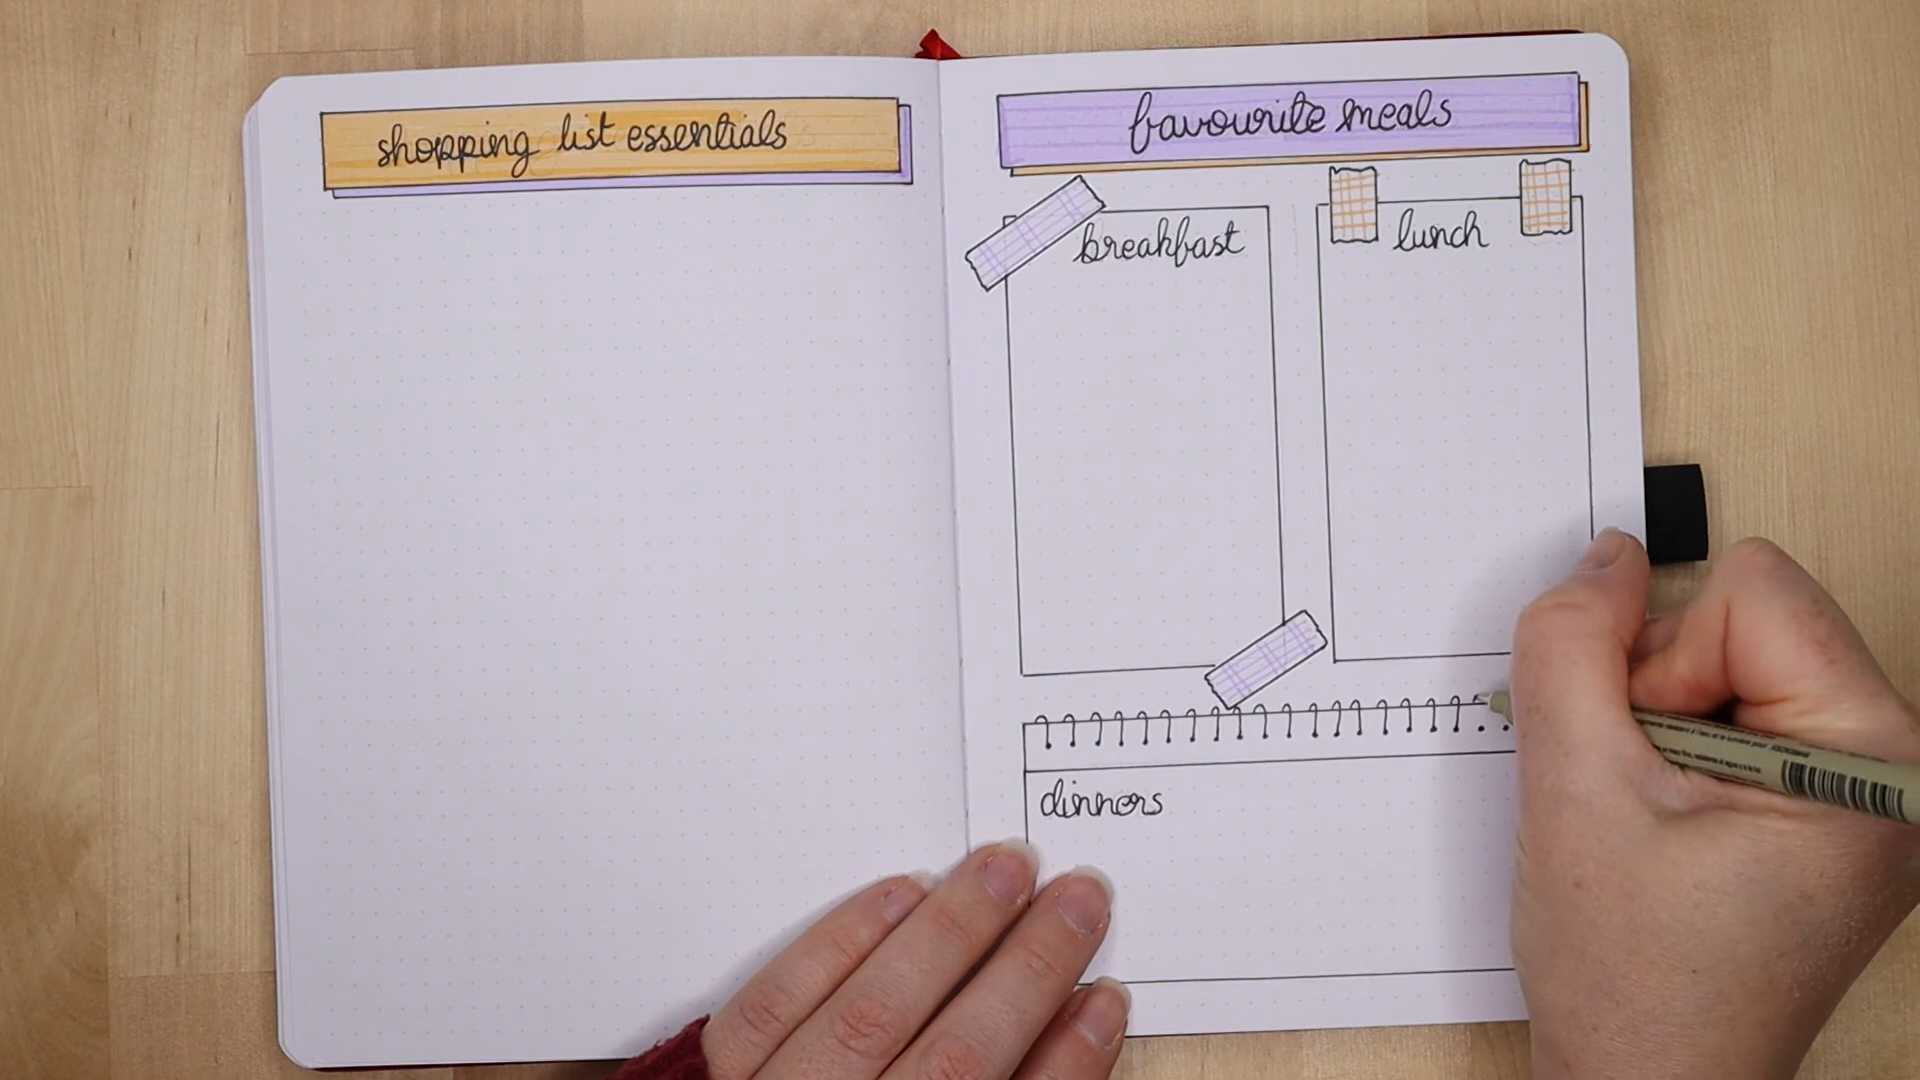 shopping list essentials
favourite meals
breakfast
lunch
dinners